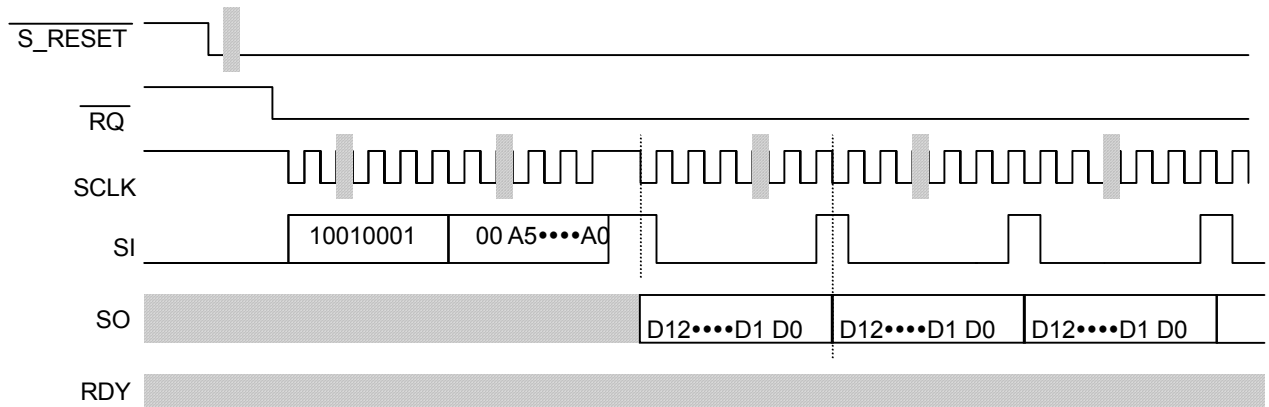 S_RESET
RQ
SCLK
SI 10010001 00 A5••••A0
SO D12••••D1 D0 D12••••D1 D0 D12••••D1 D0
RDY